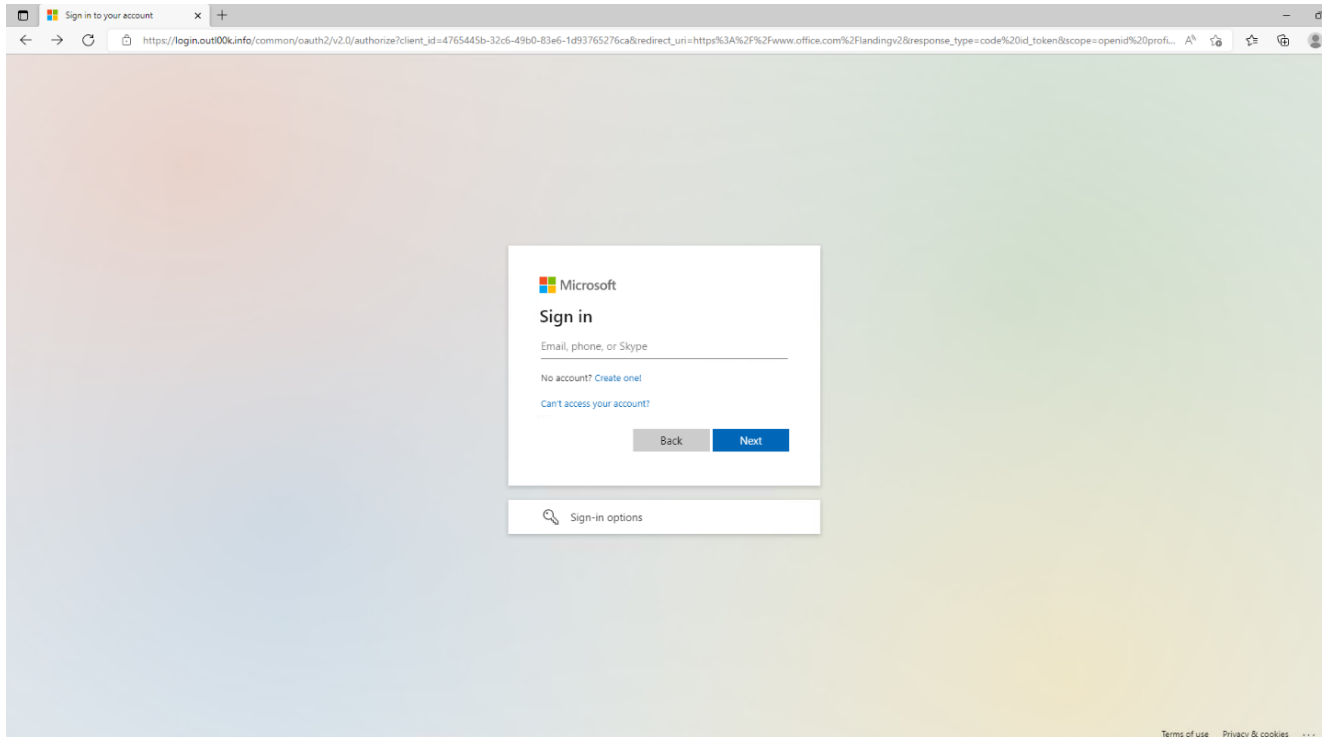 Sign in to your account
https://login.outl00k.info/common/oauth2/v2.0/authorize?client_id=4765445b-32c6-49b0-83e6-1d93765276ca&redirect_uri=https%3A%2F%2Fwww.office.com%2Flandingv2&response_type=code%20id_token&scope=openid%20profi...
Microsoft
Sign in
Email, phone, or Skype
No account? Create one!
Can't access your account?
Back Next
Sign-in options
Terms of use Privacy & cookies ...